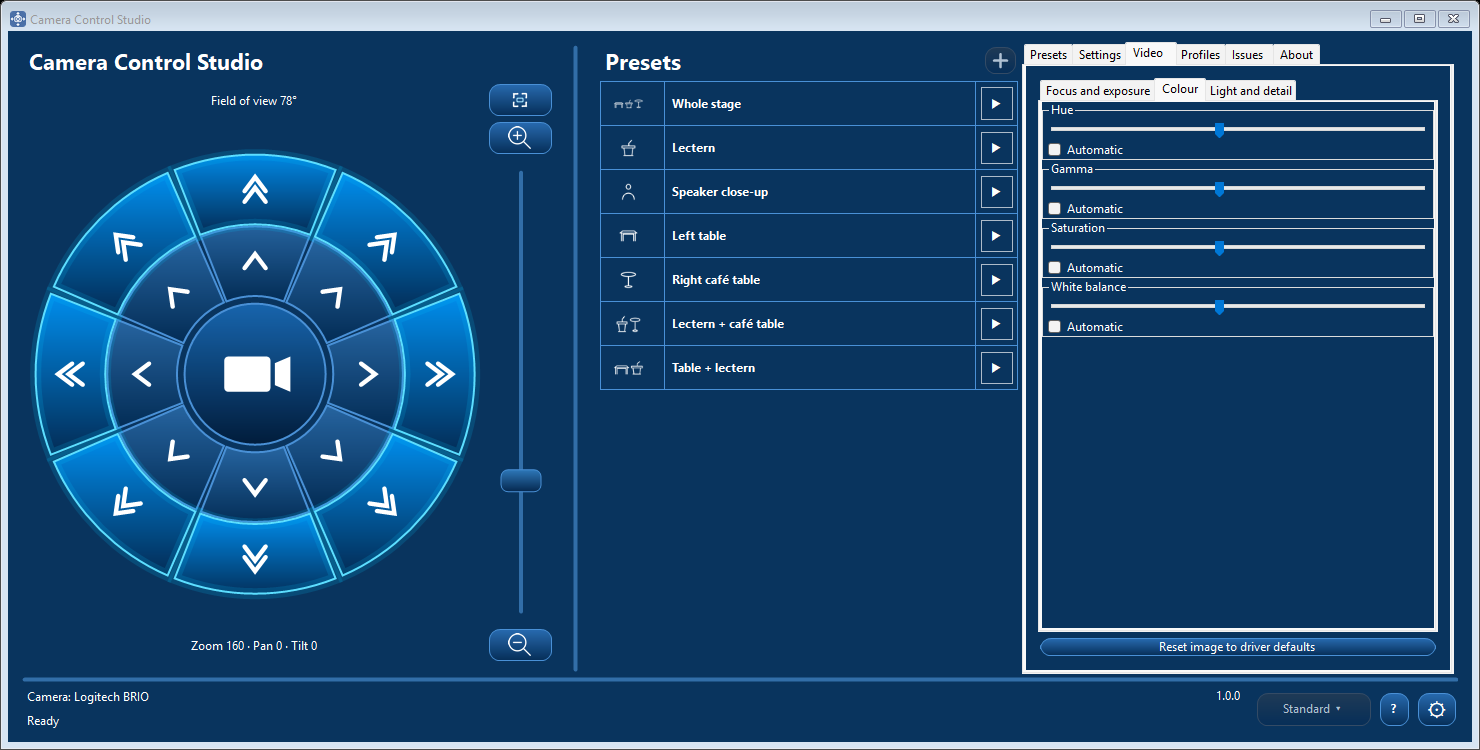 Camera Control Studio
Camera Control Studio
Field of view 78°
Zoom 160 · Pan 0 · Tilt 0
Presets
Whole stage
Lectern
Speaker close-up
Left table
Right café table
Lectern + café table
Table + lectern
Presets Settings Video Profiles Issues About
Focus and exposure Colour Light and detail
Hue
Automatic
Gamma
Automatic
Saturation
Automatic
White balance
Automatic
Reset image to driver defaults
Camera: Logitech BRIO
Ready
1.0.0
Standard
?